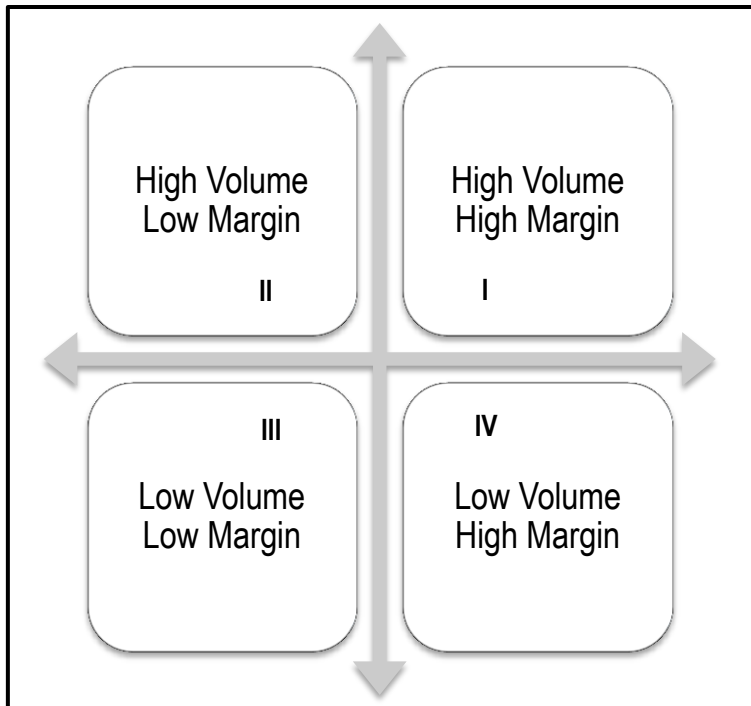 High Volume
Low Margin
II
High Volume
High Margin
I
III
Low Volume
Low Margin
IV
Low Volume
High Margin